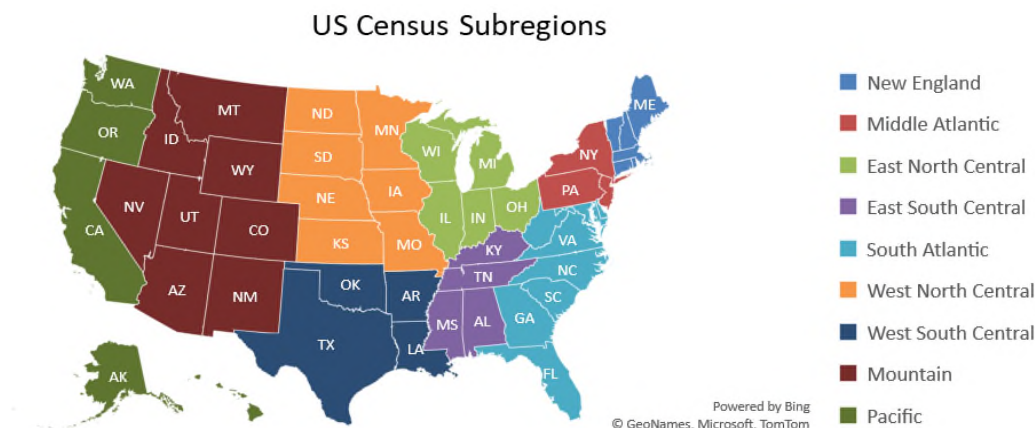 US Census Subregions
WA
OR
CA
AK
ID
MT
WY
NV
UT
CO
AZ
NM
ND
SD
NE
KS
MN
IA
MO
OK
AR
TX
LA
WI
MI
IL
IN
OH
KY
TN
MS
AL
NY
PA
VA
NC
SC
GA
FL
ME
New England
Middle Atlantic
East North Central
East South Central
South Atlantic
West North Central
West South Central
Mountain
Pacific
Powered by Bing
© GeoNames, Microsoft, TomTom